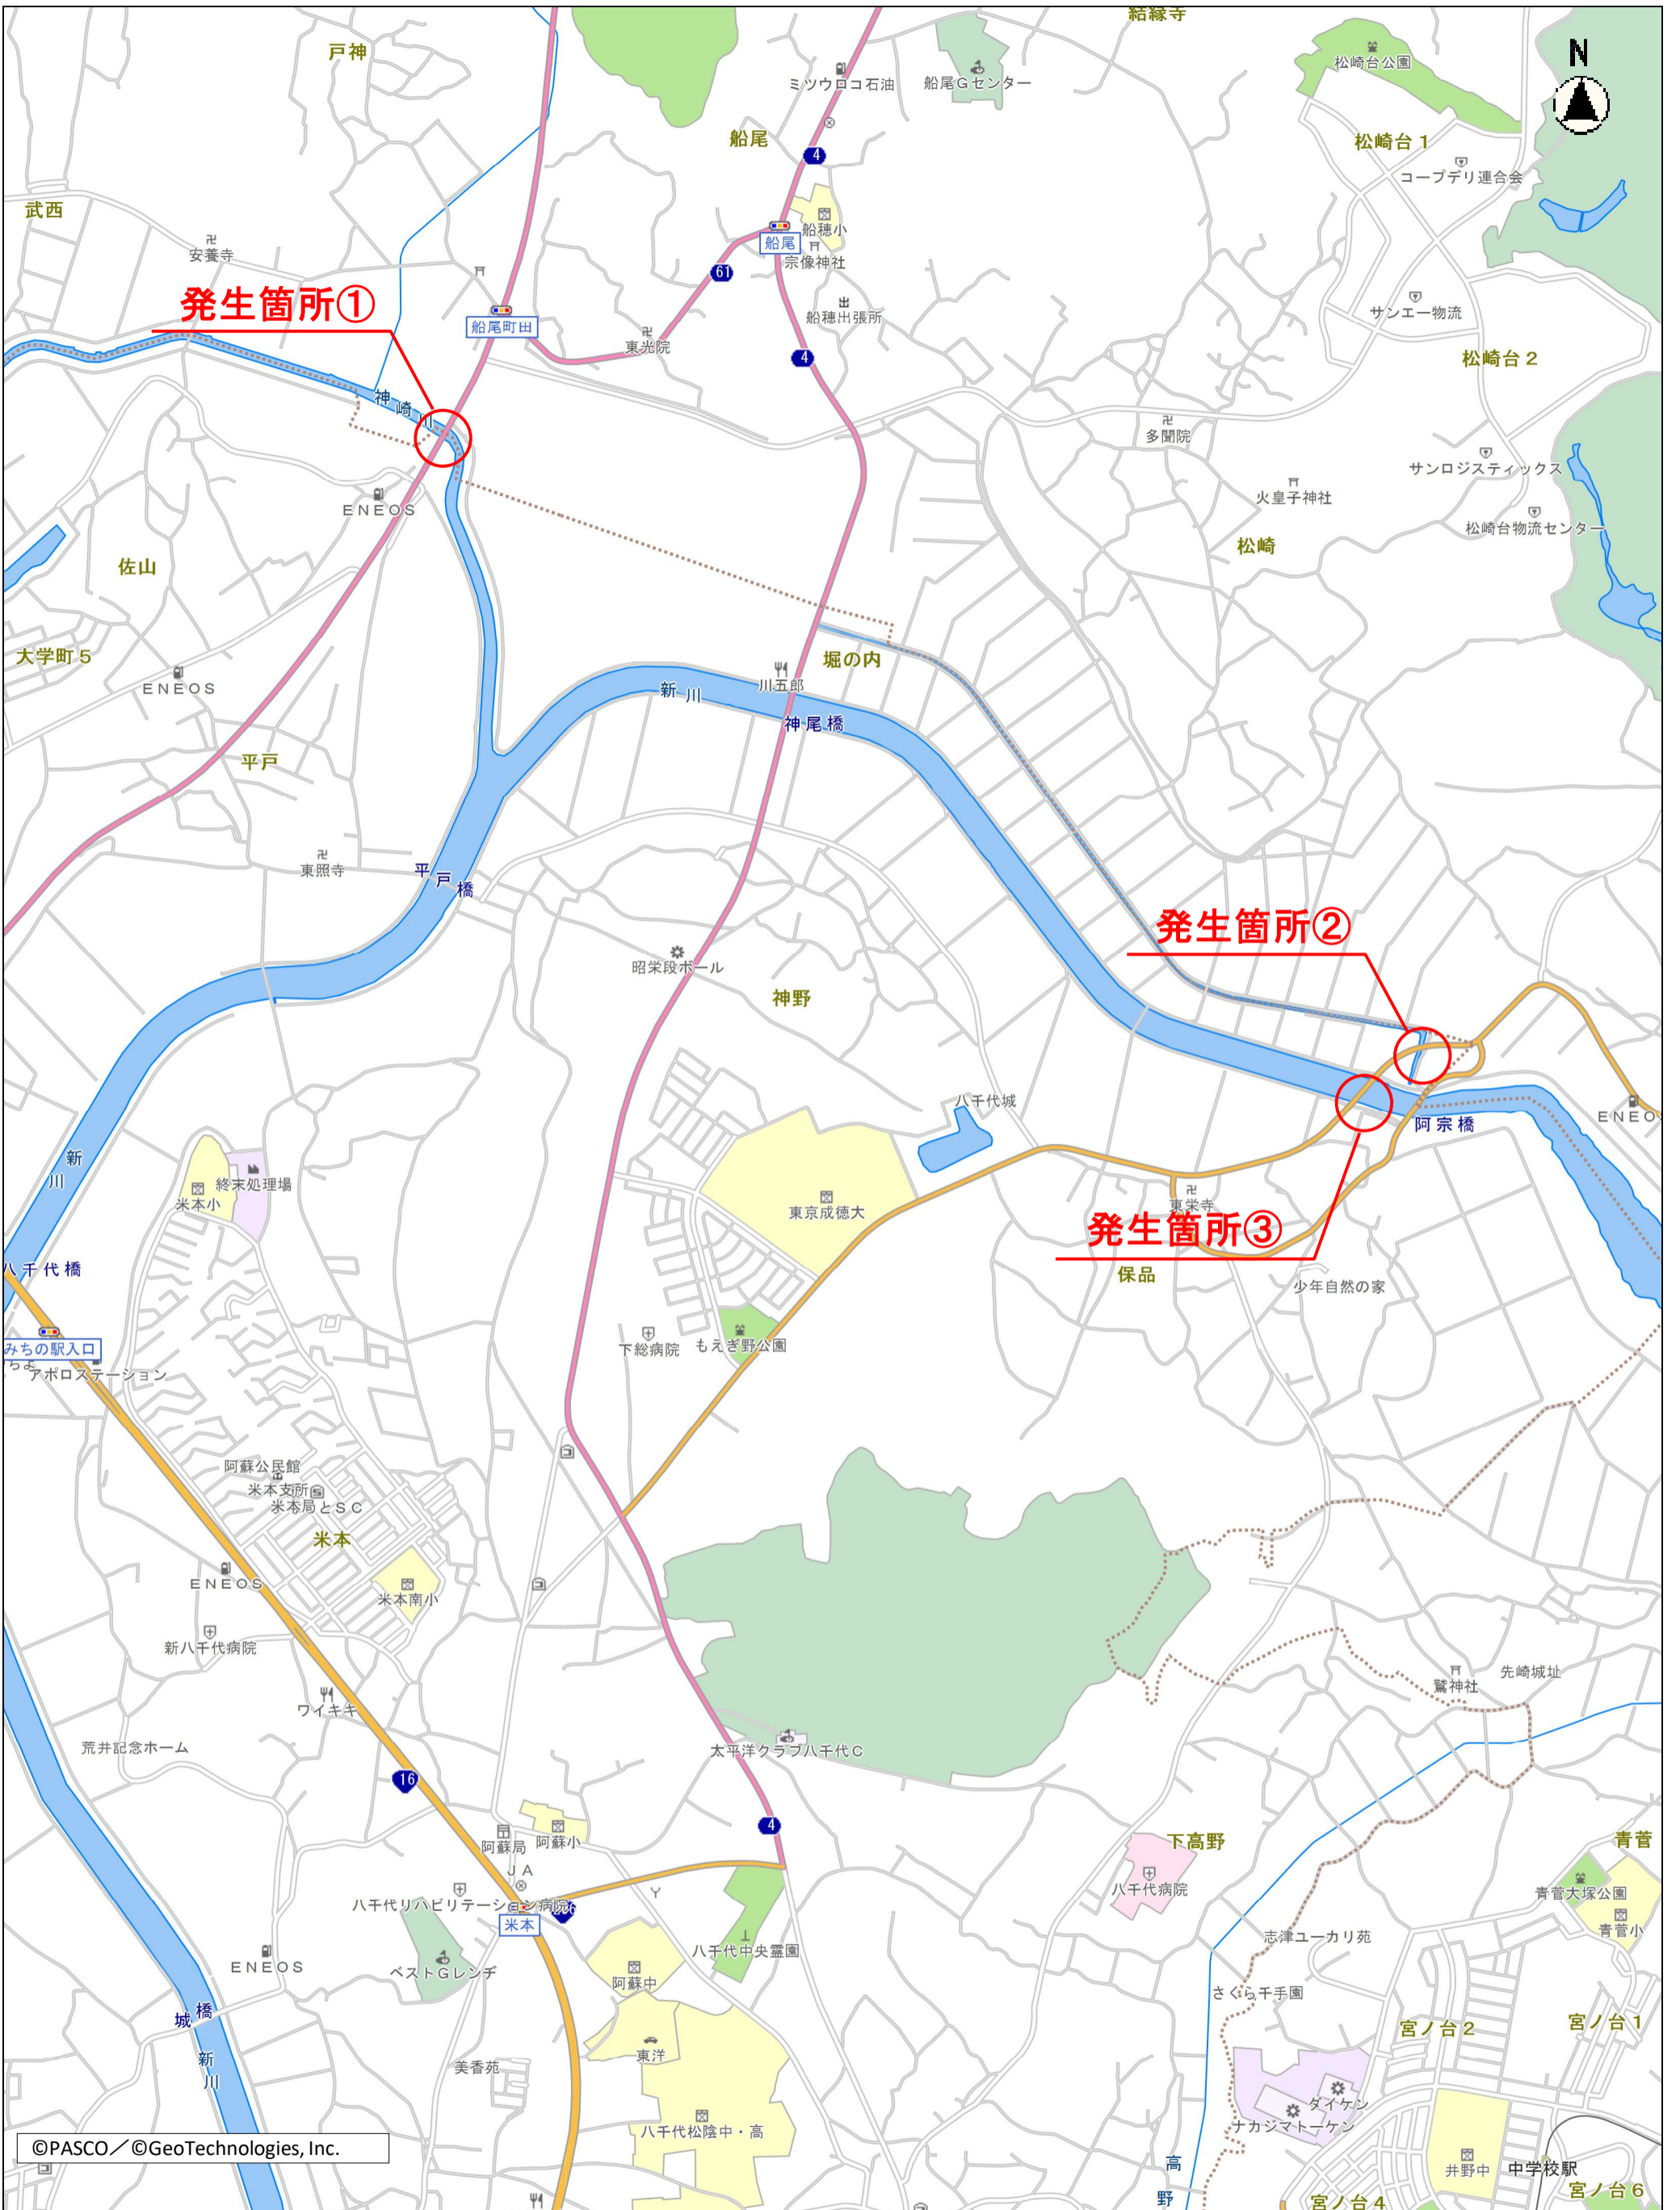 結縁寺
戸神
松崎台公園
N
ミツウロコ石油
船尾Gセンター
船尾
4
松崎台1
コープデリ連合会
武西
安養寺
船尾
船穂小
宗像神社
61
発生箇所①
船尾町田
船穂出張所
サンエー物流
東光院
4
松崎台2
神崎川
多聞院
サンロジスティックス
火皇子神社
ENEOS
松崎台物流センター
松崎
佐山
大学町5
ENEOS
堀の内
川五郎
新川
神尾橋
平戸
東照寺
平戸橋
発生箇所②
昭栄段ボール
神野
八千代城
ENEO
阿宗橋
新川
終末処理場
米本小
東京成徳大
東栄寺
発生箇所③
八千代橋
保品
少年自然の家
みちの駅入口
ちよ
アポロステーション
下総病院
もえぎ野公園
阿蘇公民館
米本支所
米本局とSC
米本
ENEOS
米本南小
新八千代病院
ワイキキ
鷲神社
先崎城址
荒井記念ホーム
太平洋クラブ八千代C
16
4
阿蘇局
阿蘇小
JA
下高野
青菅
八千代病院
八千代リハビリテーション病院
米本
青菅大塚公園
青菅小
八千代中央霊園
志津ユーカリ苑
ENEOS
ベストGレンヂ
阿蘇中
さくら千手園
城橋
宮ノ台2
宮ノ台1
新川
美香苑
東洋
ダイケン
ナカジマトーケン
八千代松陰中・高
©PASCO／©GeoTechnologies, Inc.
高野
井野中
中学校駅
宮ノ台4
宮ノ台6